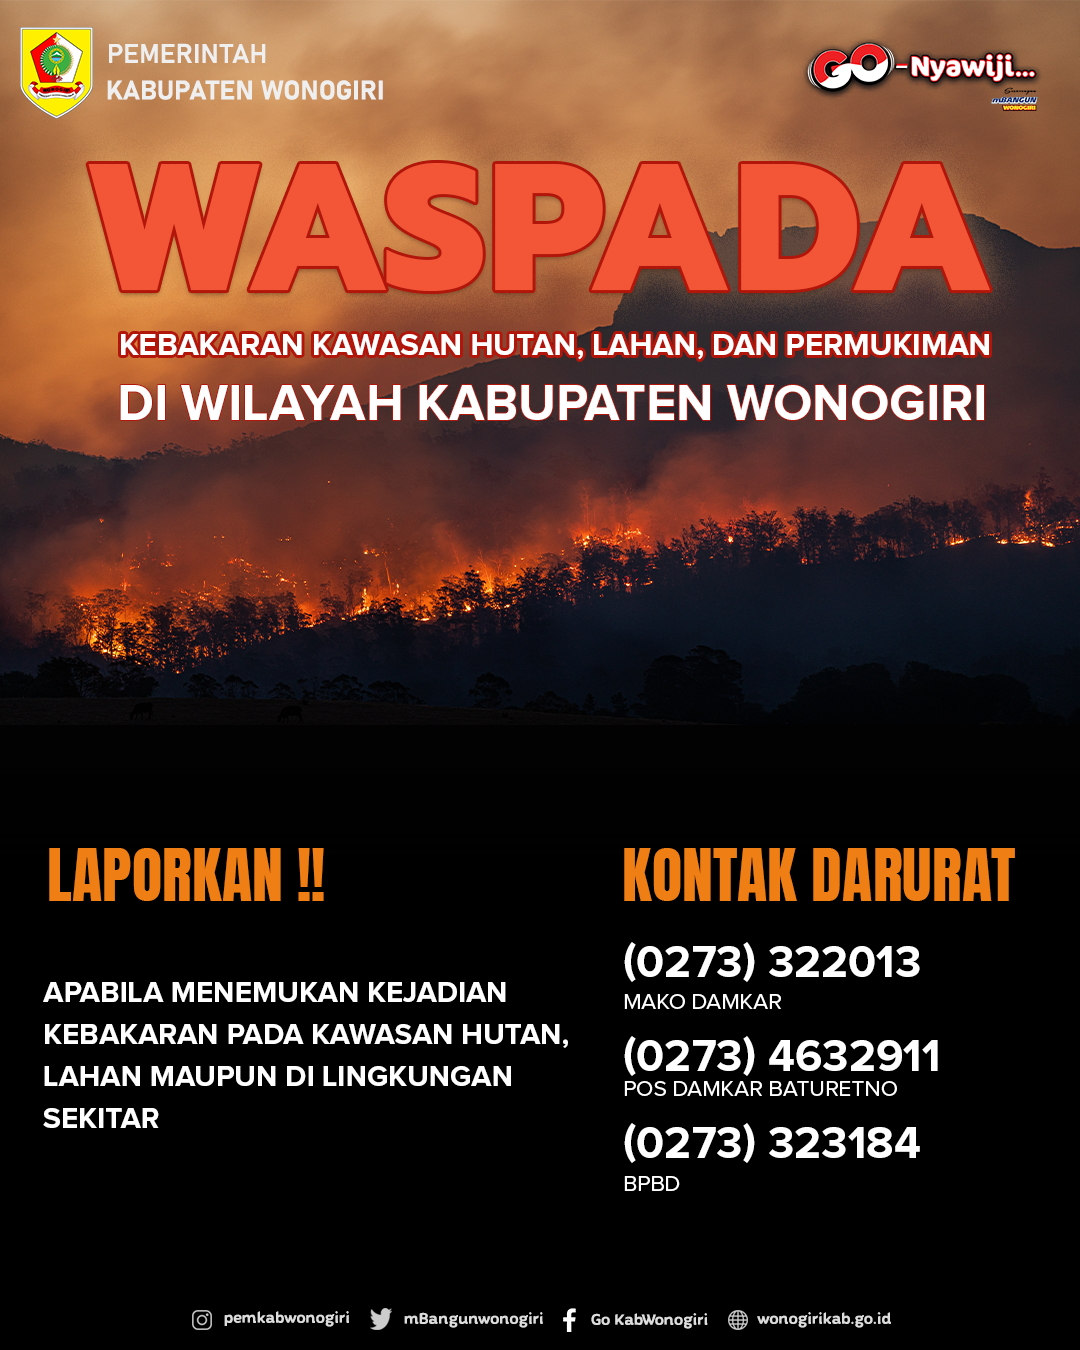 PEMERINTAH
KABUPATEN WONOGIRI
GO-Nyawiji...
mBANGUN
WONOGIRI
WASPADA
KEBAKARAN KAWASAN HUTAN, LAHAN, DAN PERMUKIMAN
DI WILAYAH KABUPATEN WONOGIRI
LAPORKAN !!
APABILA MENEMUKAN KEJADIAN
KEBAKARAN PADA KAWASAN HUTAN,
LAHAN MAUPUN DI LINGKUNGAN
SEKITAR
KONTAK DARURAT
(0273) 322013
MAKO DAMKAR
(0273) 4632911
POS DAMKAR BATURETNO
(0273) 323184
BPBD
pemkabwonogiri mBangunwonogiri Go KabWonogiri wonogirikab.go.id